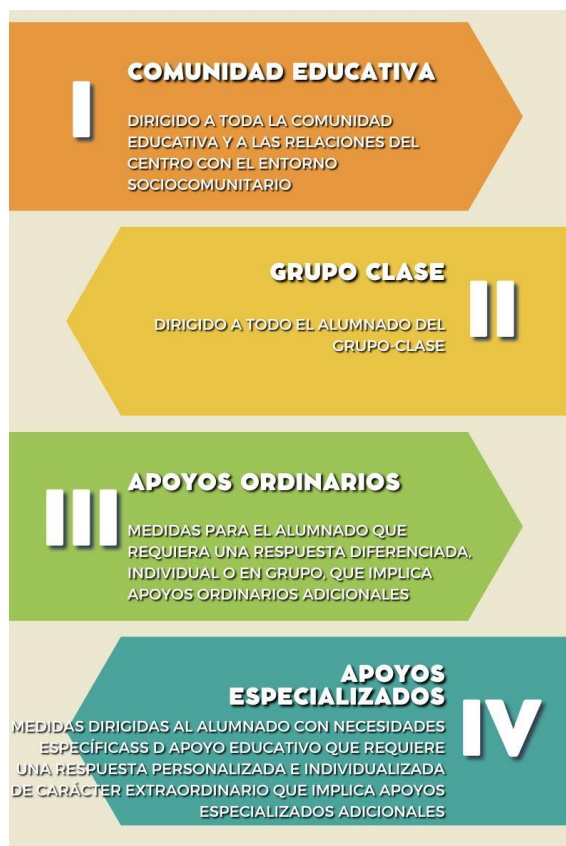 I
COMUNIDAD EDUCATIVA
DIRIGIDO A TODA LA COMUNIDAD
EDUCATIVA Y A LAS RELACIONES DEL
CENTRO CON EL ENTORNO
SOCIOCOMUNITARIO
GRUPO CLASE
II
DIRIGIDO A TODO EL ALUMNADO DEL
GRUPO-CLASE
III
APOYOS ORDINARIOS
MEDIDAS PARA EL ALUMNADO QUE
REQUIERA UNA RESPUESTA DIFERENCIADA,
INDIVIDUAL O EN GRUPO, QUE IMPLICA
APOYOS ORDINARIOS ADICIONALES
APOYOS
ESPECIALIZADOS
IV
MEDIDAS DIRIGIDAS AL ALUMNADO CON NECESIDADES
ESPECÍFICASS D APOYO EDUCATIVO QUE REQUIERE
UNA RESPUESTA PERSONALIZADA E INDIVIDUALIZADA
DE CARÁCTER EXTRAORDINARIO QUE IMPLICA APOYOS
ESPECIALIZADOS ADICIONALES